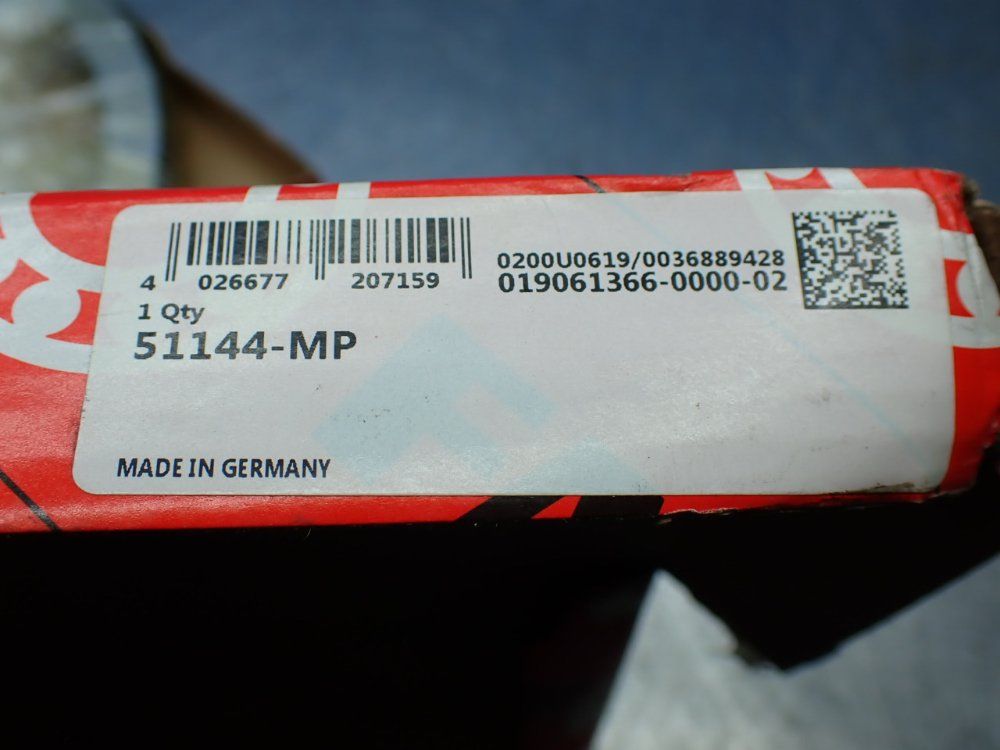 4 026677 207159
0200U0619/0036889428
019061366-0000-02
1 Qty
51144-MP
MADE IN GERMANY